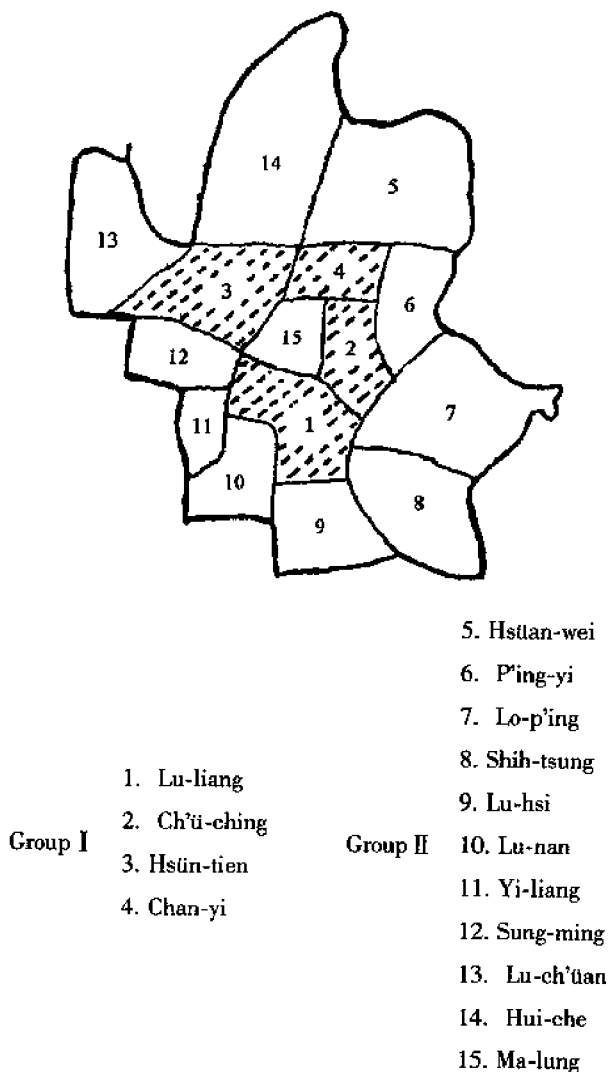 14
5
13
4
3
6
15
2
12
7
1
11
10
8
9
Group I
1. Lu-liang
2. Ch'ü-ching
3. Hsün-tien
4. Chan-yi
Group II
5. Hsüan-wei
6. P'ing-yi
7. Lo-p'ing
8. Shih-tsung
9. Lu-hsi
10. Lu-nan
11. Yi-liang
12. Sung-ming
13. Lu-ch'üan
14. Hui-che
15. Ma-lung